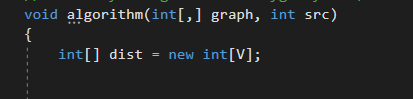 void algorithm(int[,] graph, int src)
{
int[] dist = new int[V];